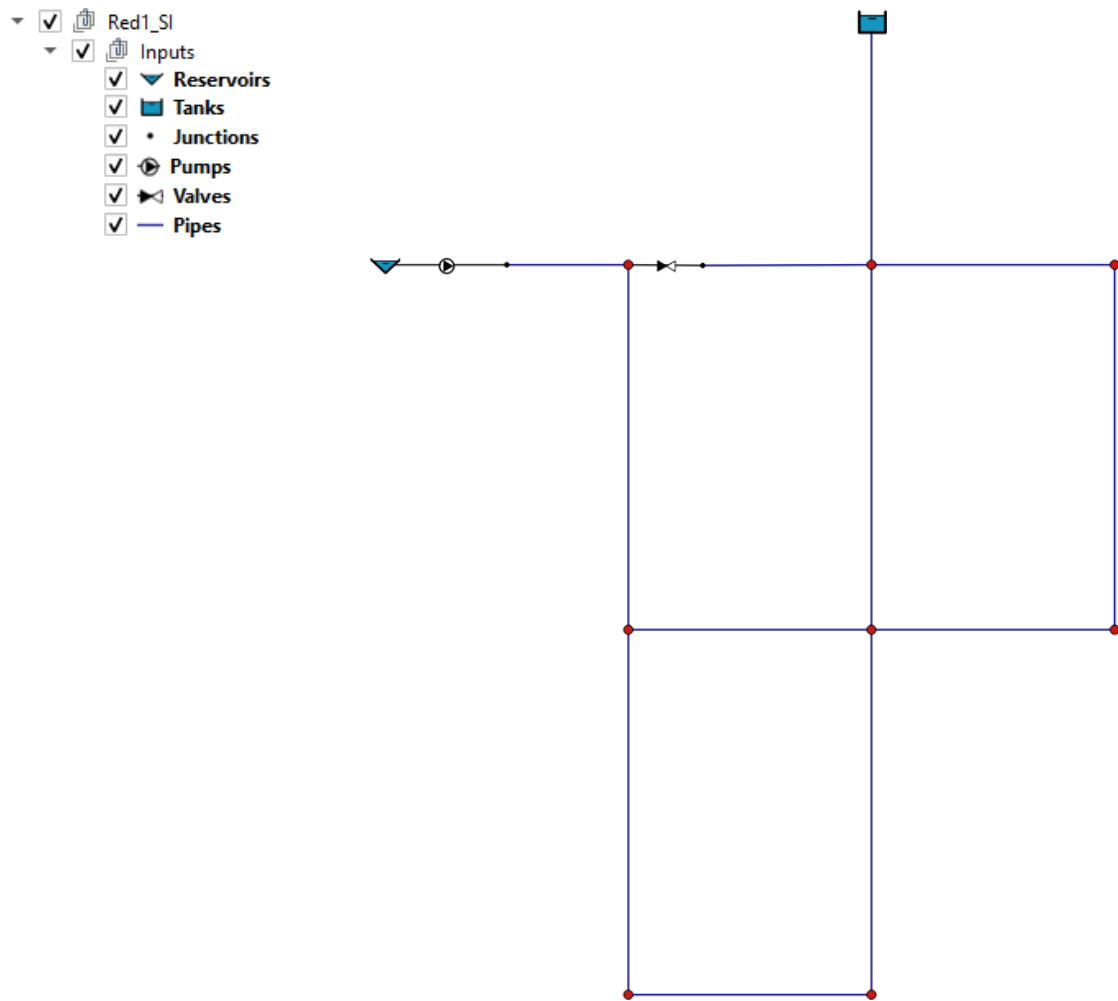 Red1_SI
Inputs
Reservoirs
Tanks
Junctions
Pumps
Valves
Pipes